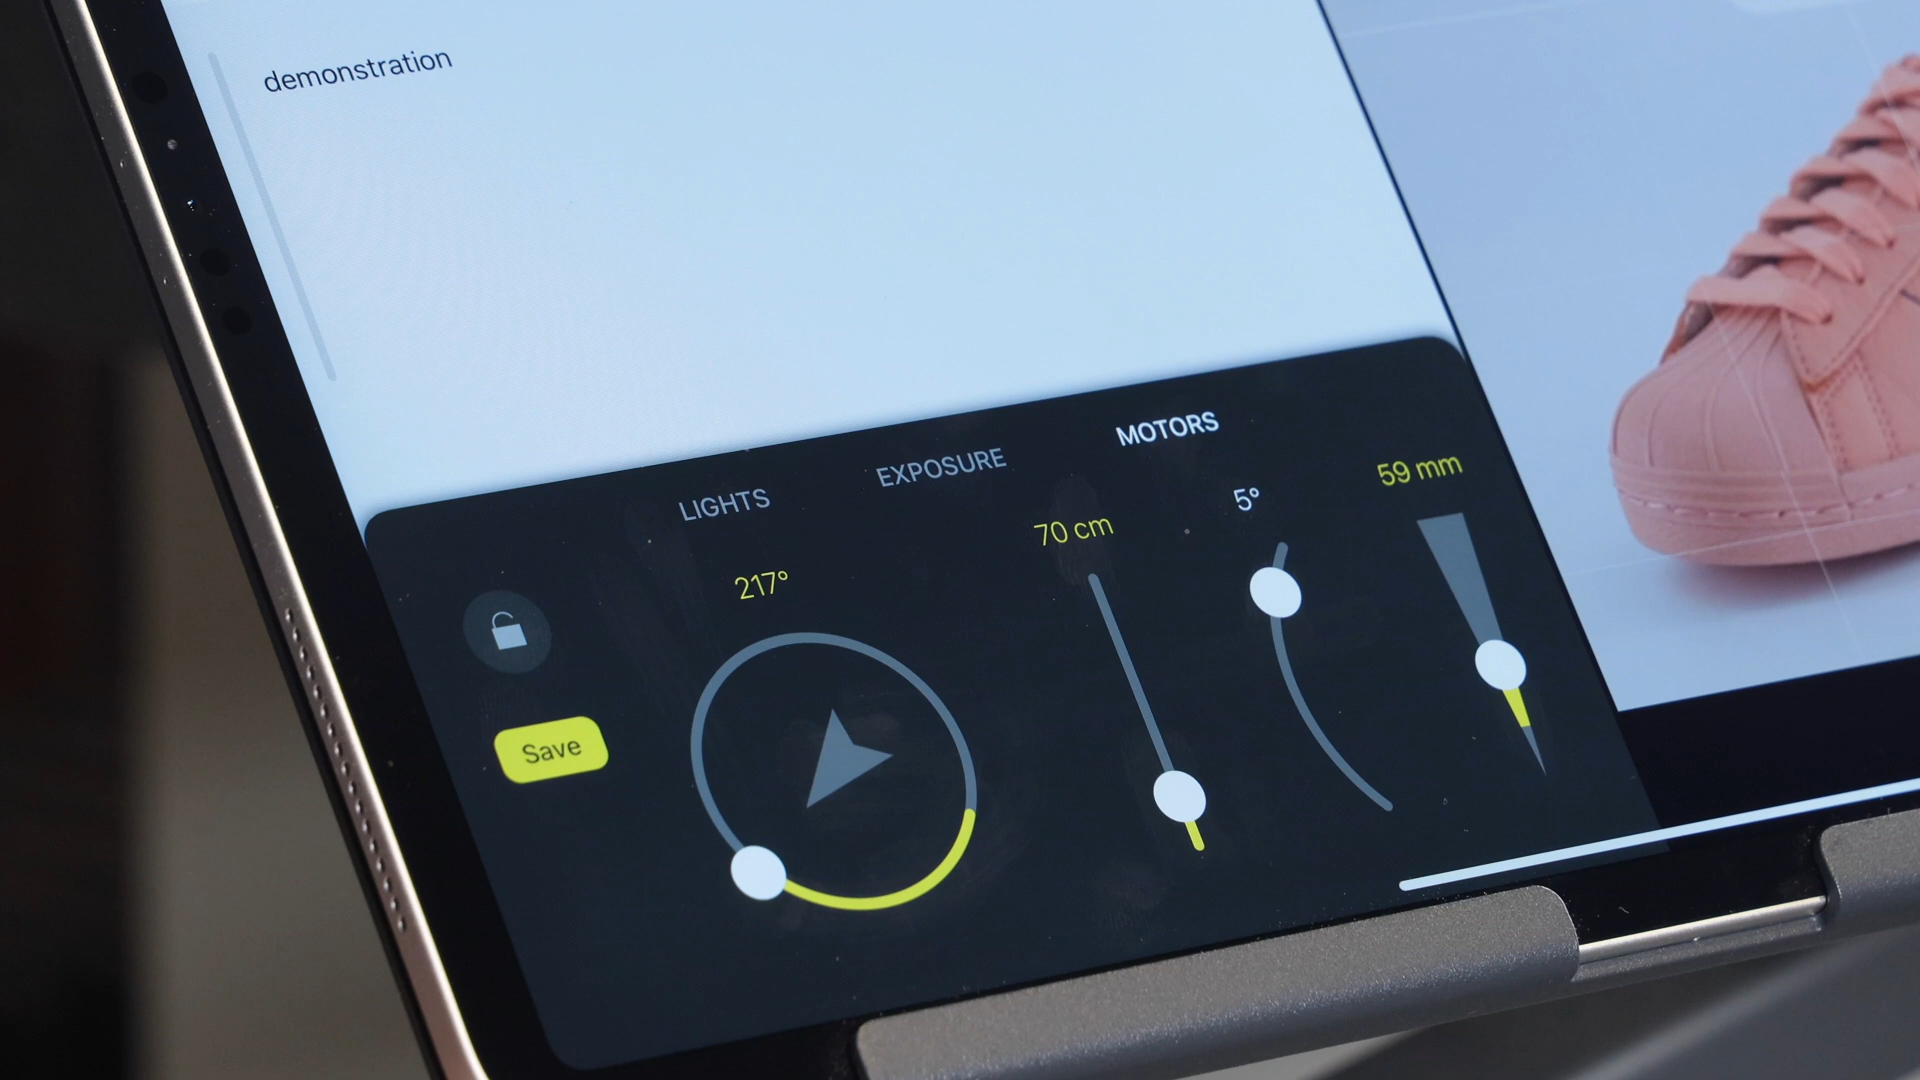 demonstration
LIGHTS
EXPOSURE
MOTORS
217°
70 cm
5°
59 mm
Save